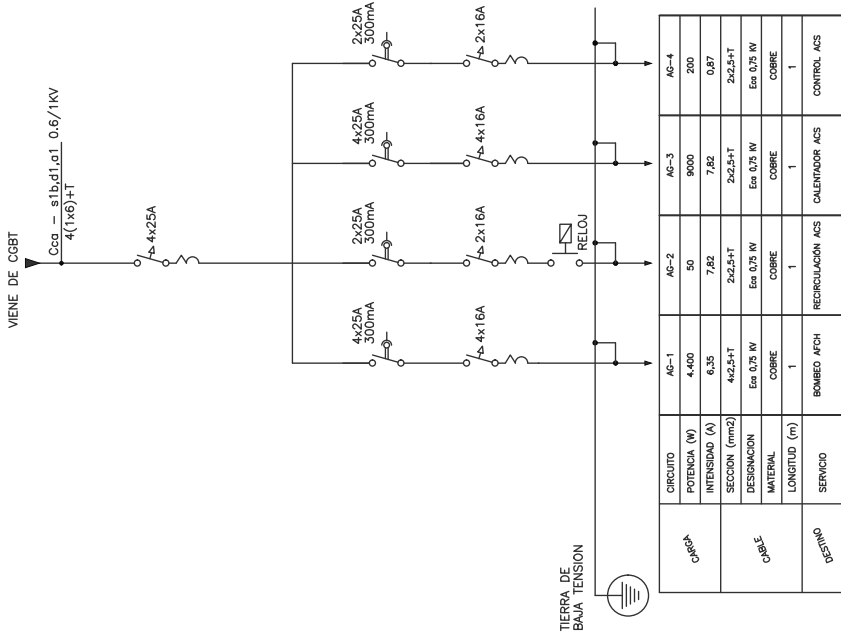 VIENE DE CGBT
Cca - s1b,d1,a1 0.6/1KV
4(1x6)+T
4x25A
4x25A
300mA
2x25A
300mA
4x25A
300mA
2x25A
300mA
4x16A
2x16A
4x16A
2x16A
RELOJ
TIERRA DE
BAJA TENSION
CARGA
CIRCUITO AG-1 AG-2 AG-3 AG-4
POTENCIA (W) 4.400 50 9000 200
INTENSIDAD (A) 6,35 7,82 7,82 0,87
CABLE
SECCION (mm2) 4x2,5+T 2x2,5+T 2x2,5+T 2x2,5+T
DESIGNACION Eca 0,75 KV Eca 0,75 KV Eca 0,75 KV Eca 0,75 KV
MATERIAL COBRE COBRE COBRE COBRE
LONGITUD (m) 1 1 1 1
DESTINO
SERVICIO BOMBEO AFCH RECIRCULACIÓN ACS CALENTADOR ACS CONTROL ACS